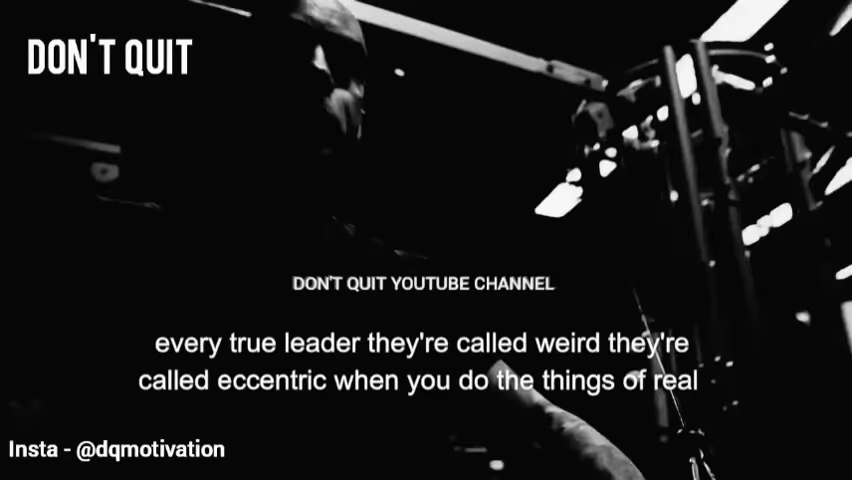 DON'T QUIT
DON'T QUIT YOUTUBE CHANNEL
every true leader they're called weird they're
called eccentric when you do the things of real
Insta - @dqmotivation